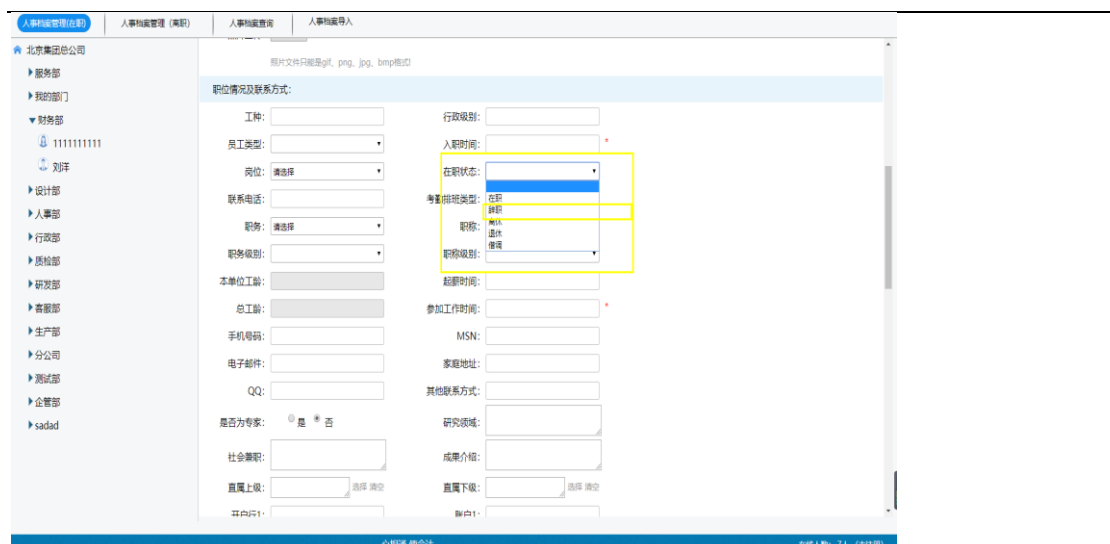 人事档案管理(在职) 人事档案管理（离职） 人事档案查询 人事档案导入
北京集团总公司
服务部
我的部门
财务部
1111111111
刘洋
设计部
人事部
行政部
质检部
研发部
客服部
生产部
分公司
测试部
企管部
sadad
照片文件只能是gif、png、jpg、bmp格式!
职位情况及联系方式:
工种: 行政级别:
员工类型: 入职时间: *
岗位: 请选择 在职状态:
联系电话: 考勤排班类型: 在职
辞职
职务: 请选择 职称: 离休
退休
借调
职务级别: 职称级别:
本单位工龄: 起薪时间:
总工龄: 参加工作时间: *
手机号码: MSN:
电子邮件: 家庭地址:
QQ: 其他联系方式:
是否为专家: 是 否 研究领域:
社会兼职: 成果介绍:
直属上级: 选择 清空 直属下级: 选择 清空
开户行1: 账户1: